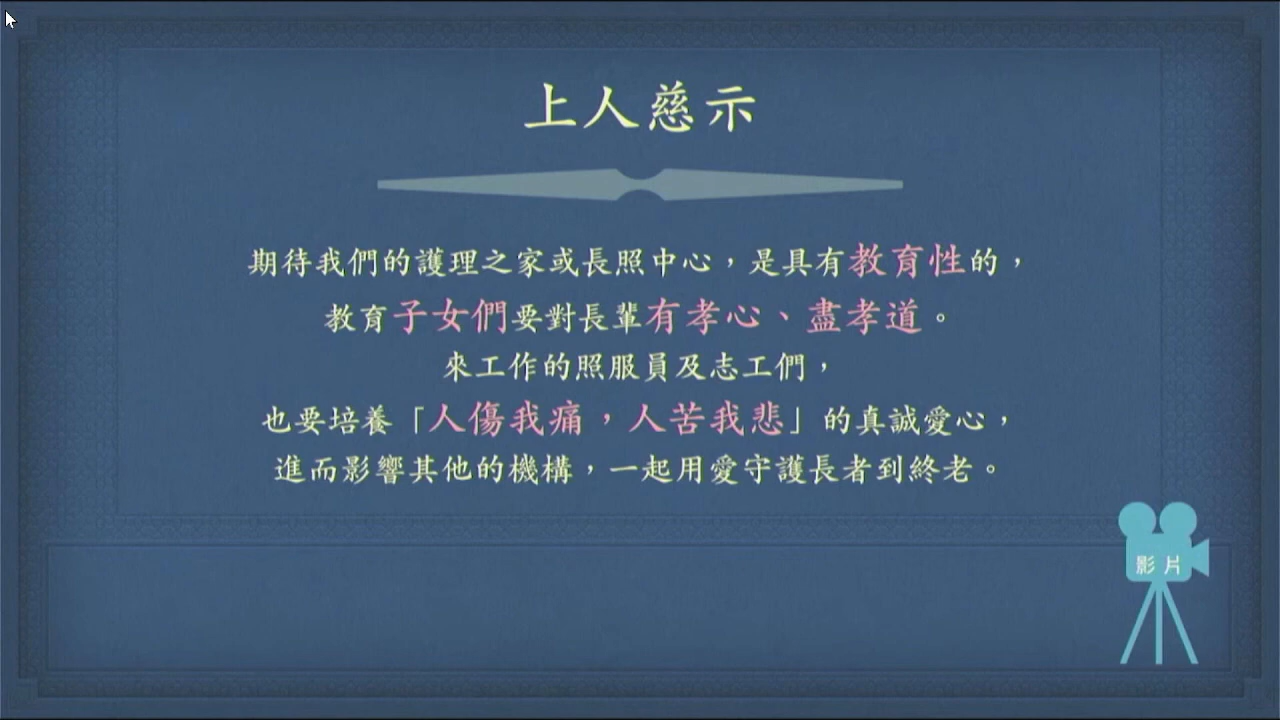 上人慈示
期待我們的護理之家或長照中心，是具有教育性的，
教育子女們要對長輩有孝心、盡孝道。
來工作的照服員及志工們，
也要培養「人傷我痛，人苦我悲」的真誠愛心，
進而影響其他的機構，一起用愛守護長者到終老。
影片